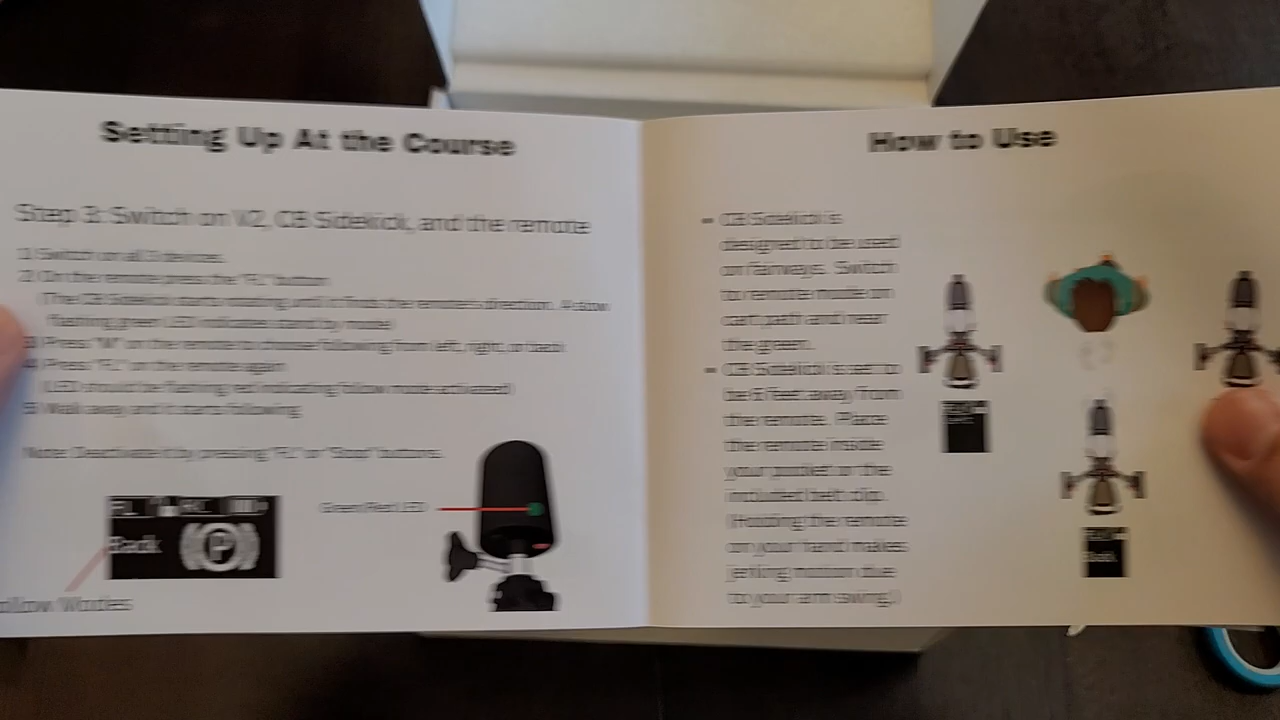 Setting Up At the Course
Step 3: Switch on V2, CB Sidekick, and the remote
1) Switch on all 3 devices.
2) On the remote press the "FL" button.
(The CB Sidekick starts rotating until it finds the remote's direction. A slow
flashing green LED indicates stand by mode)
3) Press "M" on the remote to choose following from left, right, or back
4) Press "FL" on the remote again
(LED should be flashing red indicating follow mode activated)
5) Walk away and it starts following
Note: Deactivate it by pressing "FL" or "Stop" buttons.
Green/Red LED
FL RC
Back
P
ollow Modes
How to Use
- CB Sidekick is
designed to be used
on fairways. Switch
to remote mode on
cart path and near
the green.
- CB Sidekick is set to
be 6 feet away from
the remote. Place
the remote inside
your pocket or the
included belt clip.
(Holding the remote
on your hand makes
jerking motion due
to your arm swing.)
Back